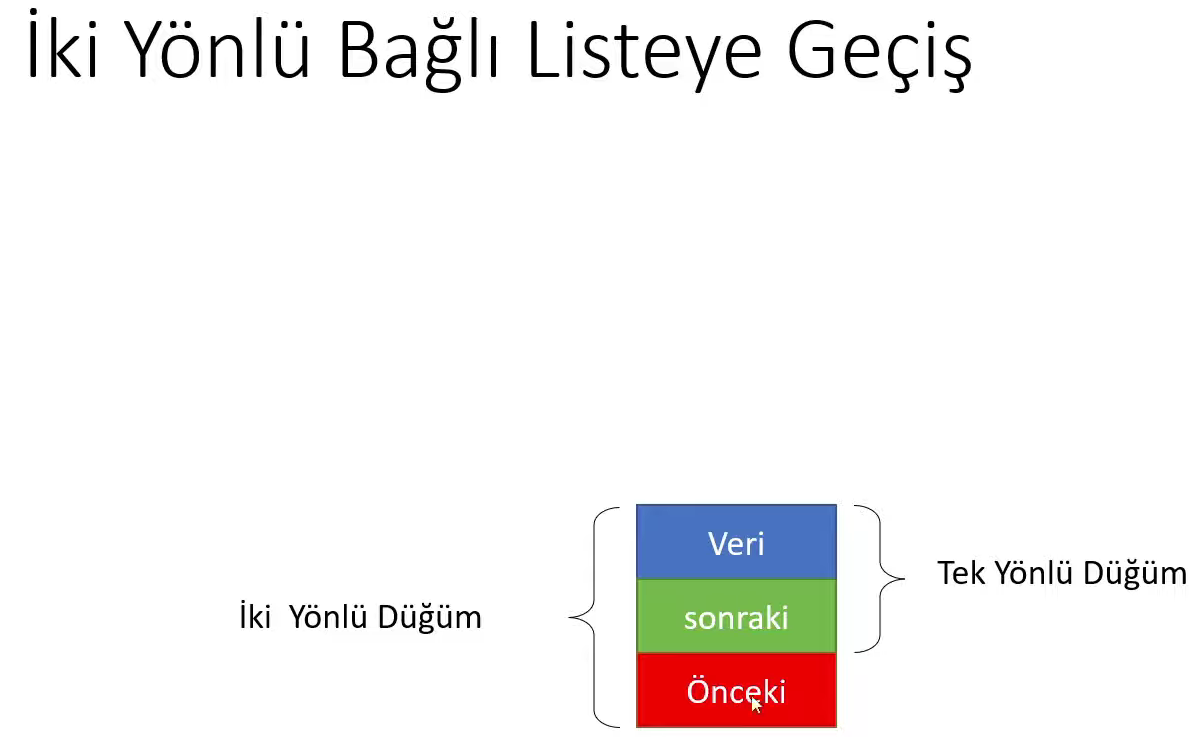 İki Yönlü Bağlı Listeye Geçiş
Veri
sonraki
Önceki
Tek Yönlü Düğüm
İki Yönlü Düğüm